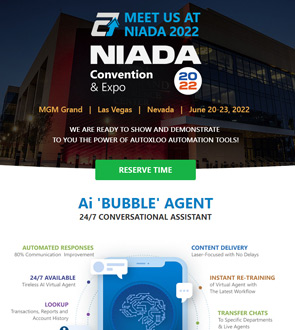 MEET US AT
NIADA 2022
NIADA
Convention
& Expo
20
22
MGM Grand | Las Vegas | Nevada | June 20-23, 2022
WE ARE READY TO SHOW AND DEMONSTRATE
TO YOU THE POWER OF AUTOXLOO AUTOMATION TOOLS!
RESERVE TIME
Ai 'BUBBLE' AGENT
24/7 CONVERSATIONAL ASSISTANT
AUTOMATED RESPONSES
80% Communication Improvement
CONTENT DELIVERY
Laser-Focused with No Delays
24/7 AVAILABLE
Tireless AI Virtual Agent
INSTANT RE-TRAINING
of Virtual Agent with
The Latest Workflow
LOOKUP
Transactions, Reports and
Account History
TRANSFER CHATS
To Specific Departments
& Live Agents